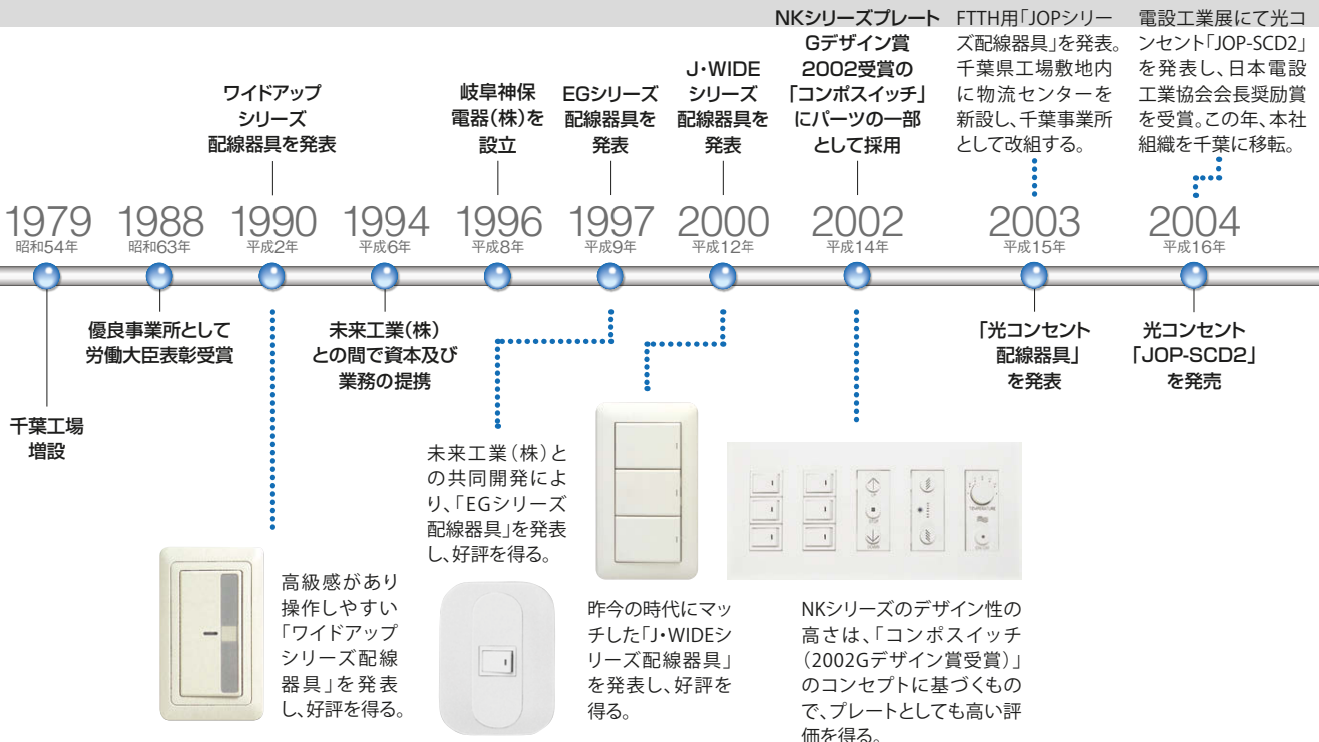 ワイドアップ
シリーズ
配線器具を発表
岐阜神保
電器(株)を
設立
EGシリーズ
配線器具を
発表
J・WIDE
シリーズ
配線器具を
発表
NKシリーズプレート
Gデザイン賞
2002受賞の
「コンポスイッチ」
にパーツの一部
として採用
FTTH用「JOPシリー
ズ配線器具」を発表。
千葉県工場敷地内
に物流センターを
新設し、千葉事業所
として改組する。
電設工業展にて光コ
ンセント「JOP-SCD2」
を発表し、日本電設
工業協会会長奨励賞
を受賞。この年、本社
組織を千葉に移転。
1979
昭和54年
1988
昭和63年
1990
平成2年
1994
平成6年
1996
平成8年
1997
平成9年
2000
平成12年
2002
平成14年
2003
平成15年
2004
平成16年
千葉工場
増設
優良事業所として
労働大臣表彰受賞
未来工業(株)
との間で資本及び
業務の提携
「光コンセント
配線器具」
を発表
光コンセント
「JOP-SCD2」
を発売
高級感があり
操作しやすい
「ワイドアップ
シリーズ配線
器具」を発表
し、好評を得る。
未来工業(株)と
の共同開発によ
り、「EGシリーズ
配線器具」を発表
し、好評を得る。
昨今の時代にマッ
チした「J・WIDEシ
リーズ配線器具」
を発表し、好評を
得る。
UP
STOP
DOWN
TEMPERATURE
NKシリーズのデザイン性の
高さは、「コンポスイッチ
(2002Gデザイン賞受賞)」
のコンセプトに基づくもの
で、プレートとしても高い評
価を得る。